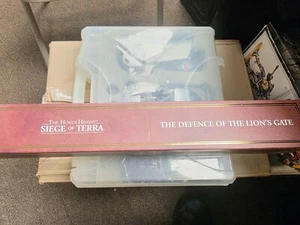 THE HORUS HERESY
SIEGE OF TERRA
THE DEFENCE OF THE LION'S GATE